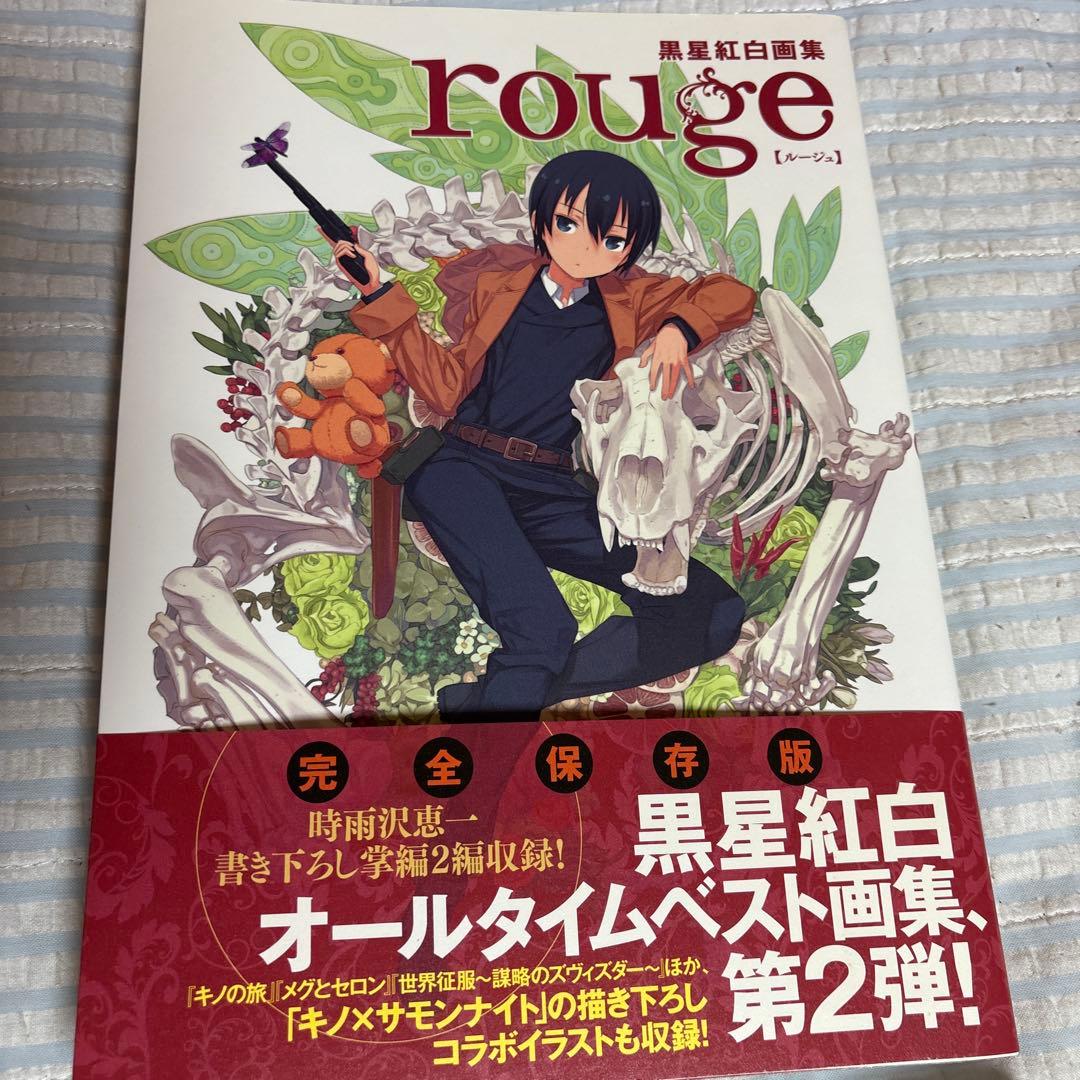 黒星紅白画集
rouge
【ルージュ】
完全保存版
時雨沢恵一
書き下ろし掌編2編収録!
黒星紅白
オールタイムベスト画集、
第2弾!
『キノの旅』『メグとセロン』『世界征服〜謀略のズヴィズダー〜』ほか、
「キノ×サモンナイト」の描き下ろし
コラボイラストも収録!